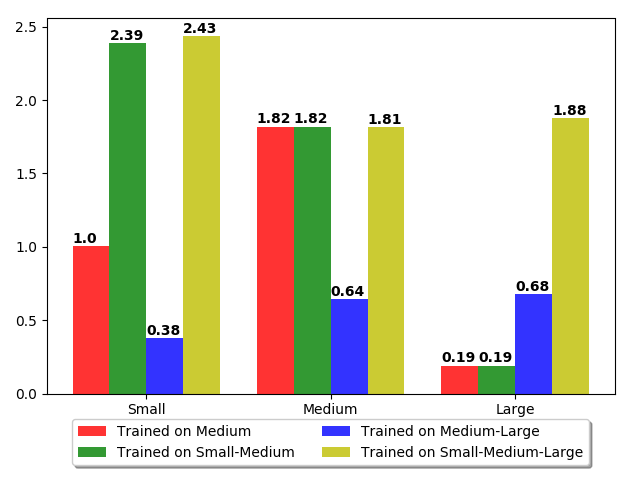 2.5
2.0
1.5
1.0
0.5
0.0
1.0 2.39 0.38 2.43
1.82 1.82 0.64 1.81
0.19 0.19 0.68 1.88
Small Medium Large
Trained on Medium
Trained on Small-Medium
Trained on Medium-Large
Trained on Small-Medium-Large